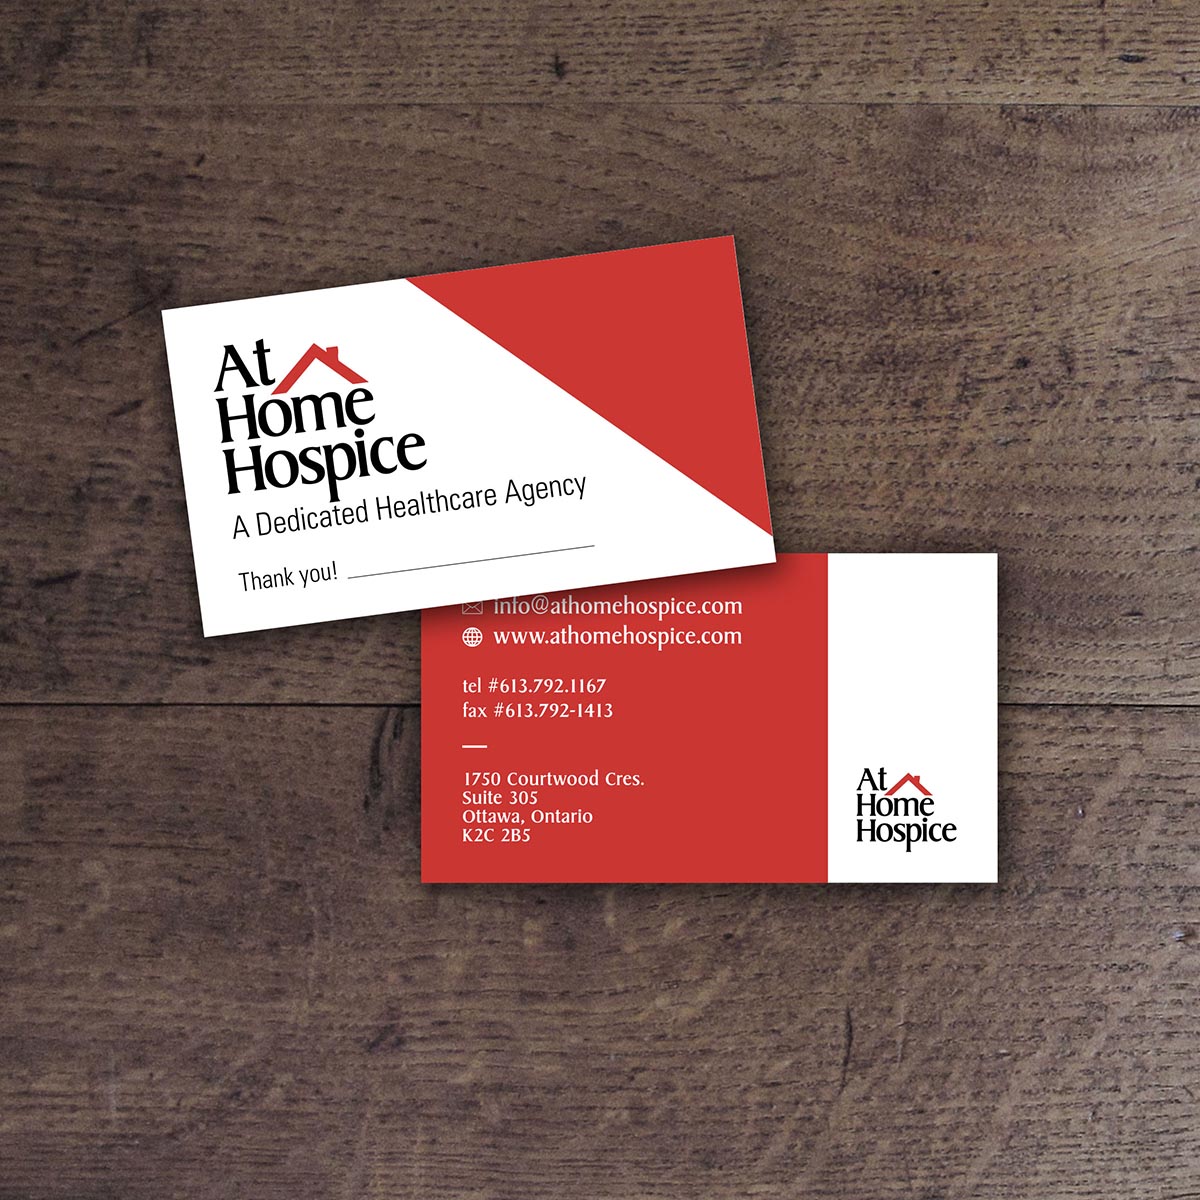 At
Home
Hospice
A Dedicated Healthcare Agency
Thank you!
info@athomehospice.com
www.athomehospice.com
tel #613.792.1167
fax #613.792-1413
1750 Courtwood Cres.
Suite 305
Ottawa, Ontario
K2C 2B5
At
Home
Hospice